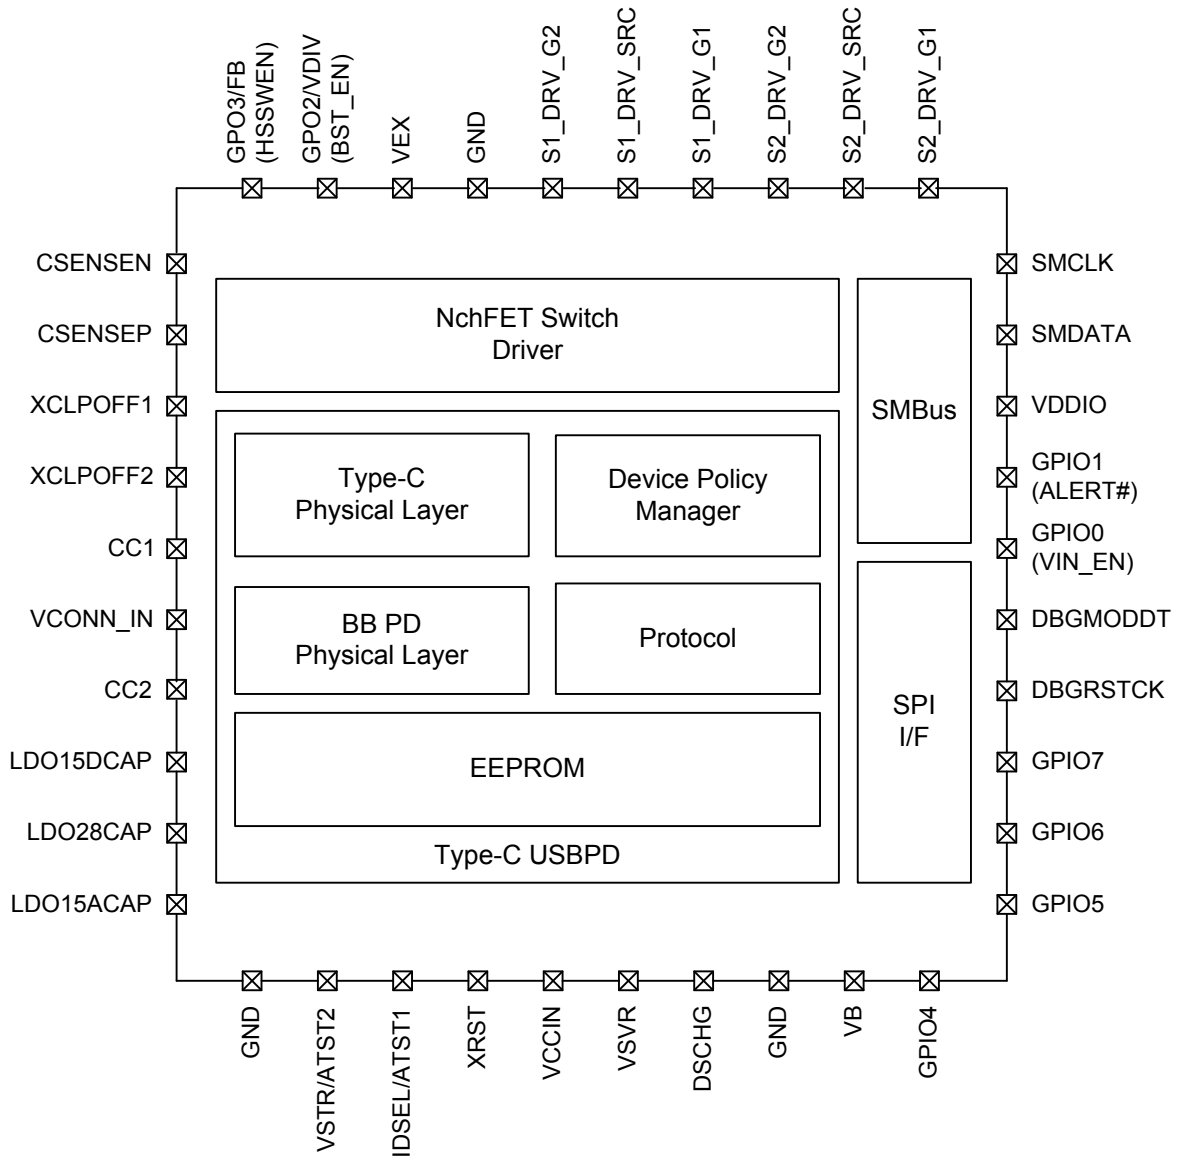 GPO3/FB
(HSSWEN)
GPO2/VDIV
(BST_EN)
VEX
GND
S1_DRV_G2
S1_DRV_SRC
S1_DRV_G1
S2_DRV_G2
S2_DRV_SRC
S2_DRV_G1
CSENSEN
CSENSEP
XCLPOFF1
XCLPOFF2
CC1
VCONN_IN
CC2
LDO15DCAP
LDO28CAP
LDO15ACAP
NchFET Switch
Driver
Type-C
Physical Layer
Device Policy
Manager
BB PD
Physical Layer
Protocol
EEPROM
Type-C USBPD
SMBus
SPI
I/F
SMCLK
SMDATA
VDDIO
GPIO1
(ALERT#)
GPIO0
(VIN_EN)
DBGMODDT
DBGRSTCK
GPIO7
GPIO6
GPIO5
GND
VSTR/ATST2
IDSEL/ATST1
XRST
VCCIN
VSVR
DSCHG
GND
VB
GPIO4